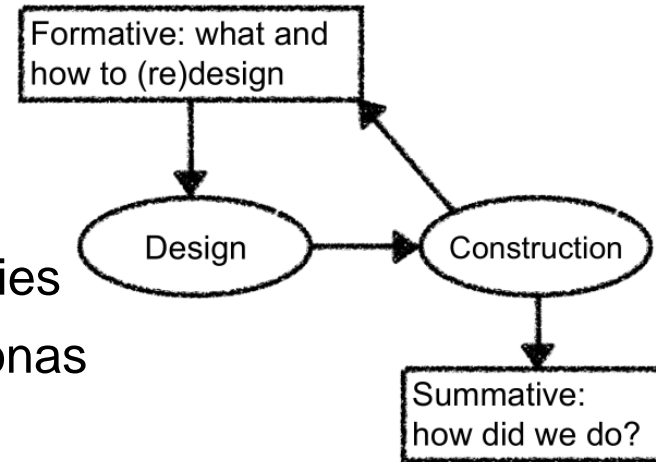 Formative: what and
how to (re)design
Design
Construction
Summative:
how did we do?